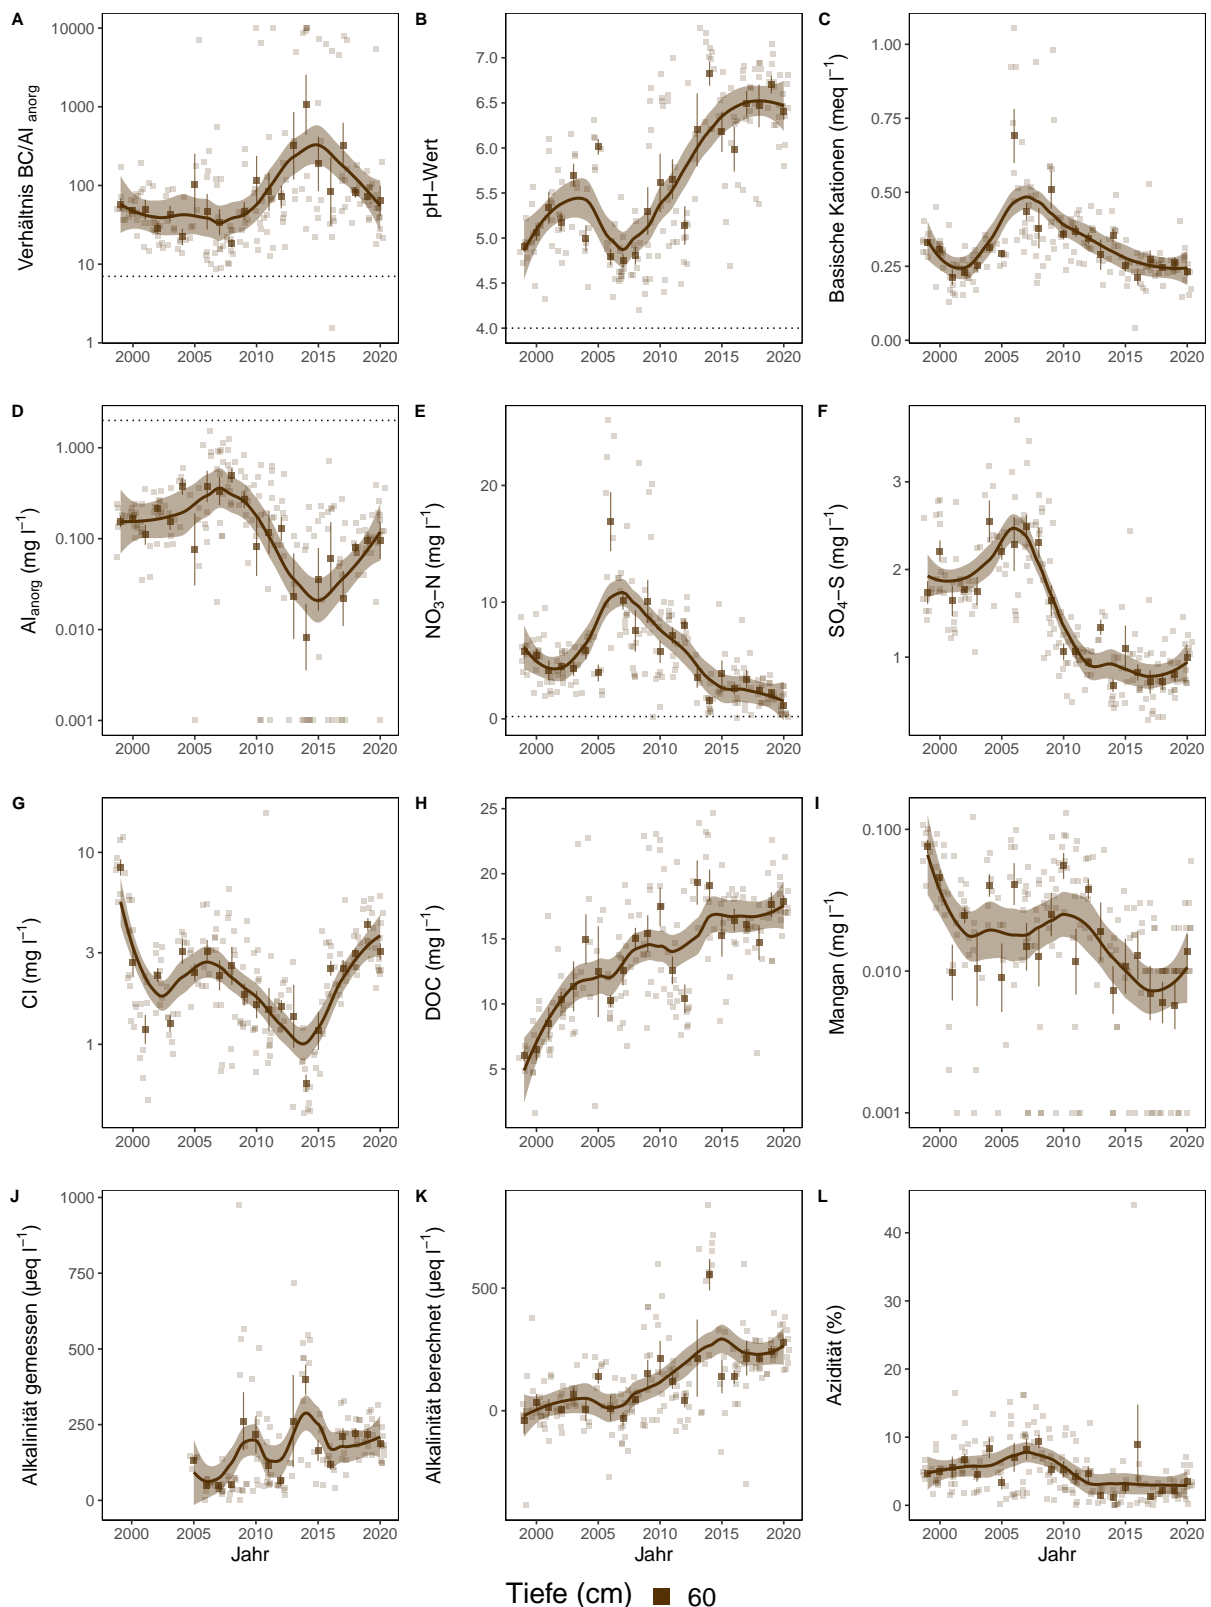 A
B
C
Verhältnis BC/Al anorg
10000
1000
100
10
1
2000 2005 2010 2015 2020
pH−Wert
7.0
6.5
6.0
5.5
5.0
4.5
4.0
2000 2005 2010 2015 2020
Basische Kationen (meq l−1)
1.00
0.75
0.50
0.25
0.00
2000 2005 2010 2015 2020
D
E
F
Alanorg (mg l−1)
1.000
0.100
0.010
0.001
2000 2005 2010 2015 2020
NO3−N (mg l−1)
20
10
0
2000 2005 2010 2015 2020
SO4−S (mg l−1)
3
2
1
2000 2005 2010 2015 2020
G
H
I
Cl (mg l−1)
10
3
1
2000 2005 2010 2015 2020
DOC (mg l−1)
25
20
15
10
5
2000 2005 2010 2015 2020
Mangan (mg l−1)
0.100
0.010
0.001
2000 2005 2010 2015 2020
J
K
L
Alkalinität gemessen (µeq l−1)
1000
750
500
250
0
2000 2005 2010 2015 2020
Jahr
Alkalinität berechnet (µeq l−1)
500
0
2000 2005 2010 2015 2020
Jahr
Azidität (%)
40
30
20
10
0
2000 2005 2010 2015 2020
Jahr
Tiefe (cm) 60